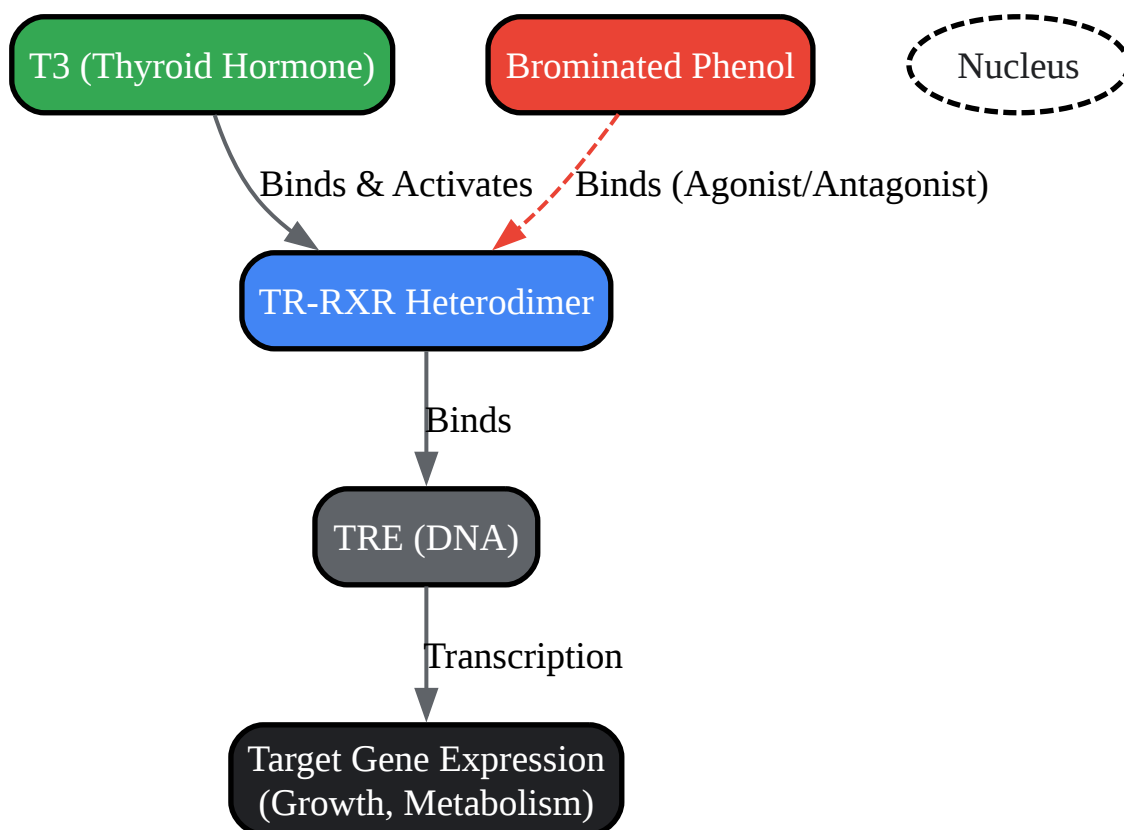 T3 (Thyroid Hormone)
Brominated Phenol
Nucleus
Binds & Activates
Binds (Agonist/Antagonist)
TR-RXR Heterodimer
Binds
TRE (DNA)
Transcription
Target Gene Expression
(Growth, Metabolism)